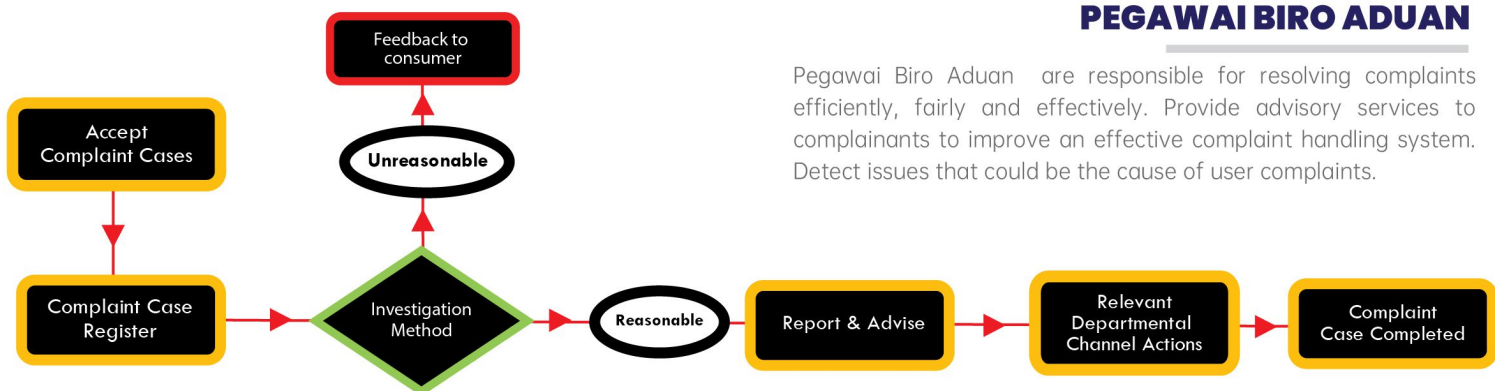 PEGAWAI BIRO ADUAN
Pegawai Biro Aduan are responsible for resolving complaints
efficiently, fairly and effectively. Provide advisory services to
complainants to improve an effective complaint handling system.
Detect issues that could be the cause of user complaints.
Feedback to
consumer
Accept
Complaint Cases
Unreasonable
Complaint Case
Register
Investigation
Method
Reasonable
Report & Advise
Relevant
Departmental
Channel Actions
Complaint
Case Completed